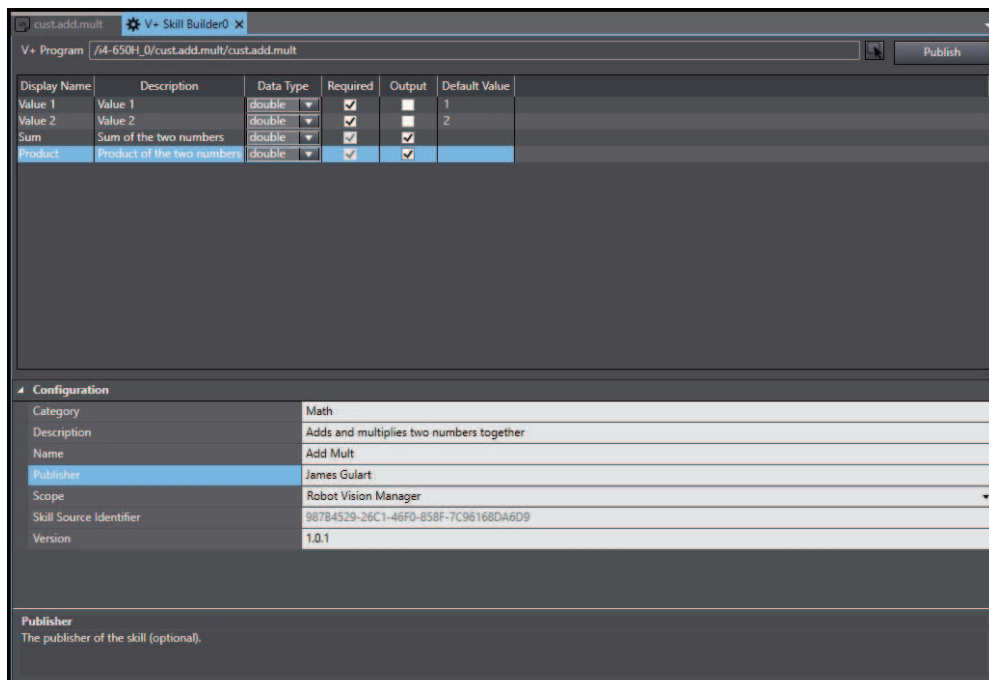 cust.add.mult V+ Skill Builder0
V+ Program /i4-650H_0/cust.add.mult/cust.add.mult Publish
Display Name Description Data Type Required Output Default Value
Value 1 Value 1 double 1
Value 2 Value 2 double 2
Sum Sum of the two numbers double
Product Product of the two numbers double
Configuration
Category Math
Description Adds and multiplies two numbers together
Name Add Mult
Publisher James Gulart
Scope Robot Vision Manager
Skill Source Identifier 987B4529-26C1-46F0-858F-7C96168DA6D9
Version 1.0.1
Publisher
The publisher of the skill (optional).